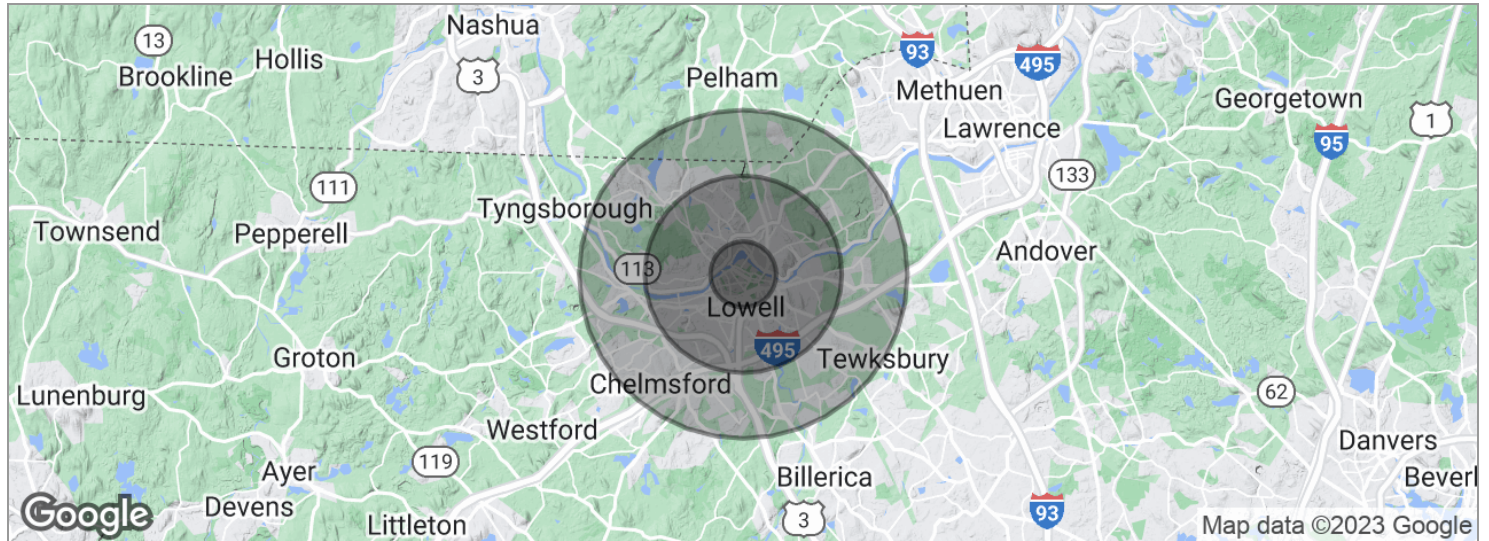 Nashua
13
Hollis
93
495
Brookline
3
Pelham
Methuen
Georgetown
1
Lawrence
95
111
133
Tyngsborough
Townsend
Pepperell
Andover
113
Lowell
495
Groton
Tewksbury
Chelmsford
Lunenburg
62
Westford
Danvers
119
Ayer
Billerica
Beverl
Devens
93
Google
3
Littleton
Map data ©2023 Google